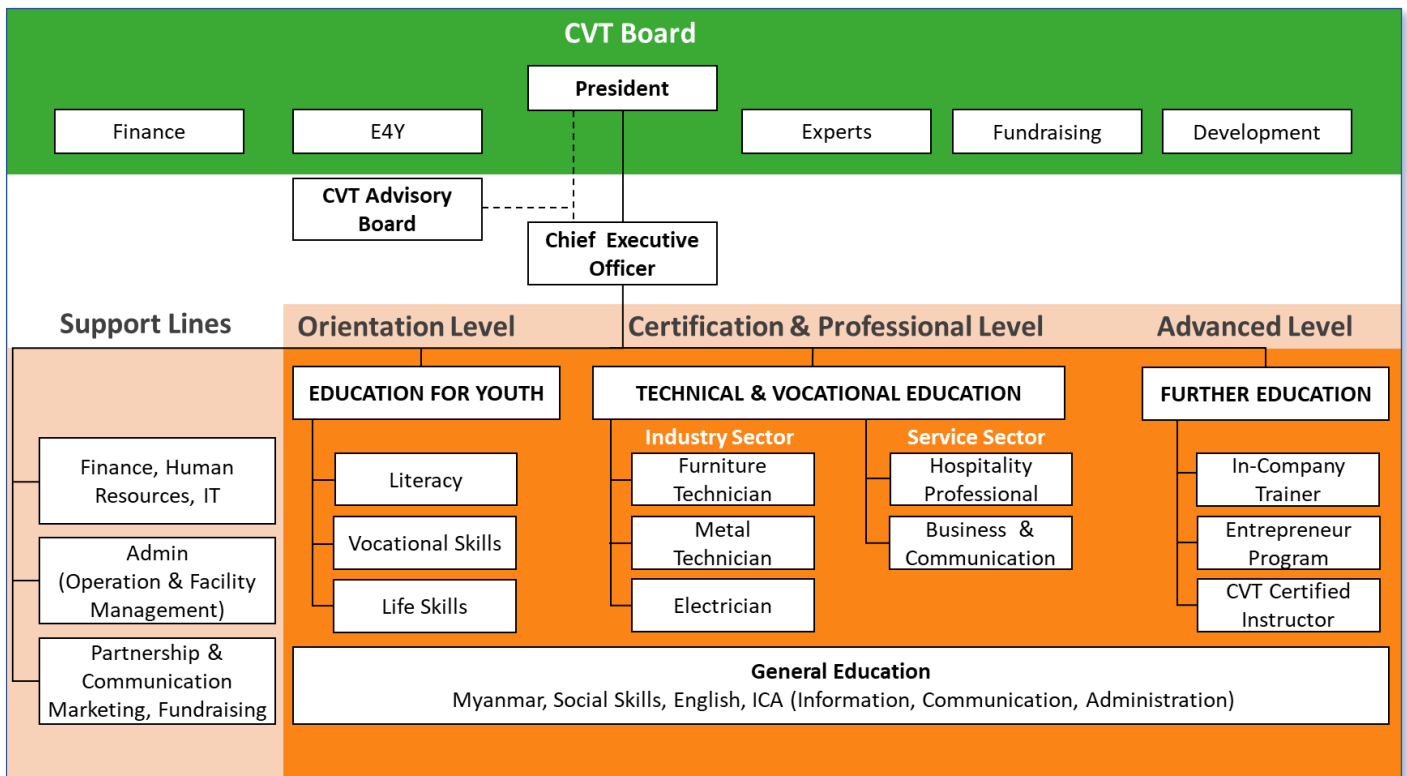 CVT Board
President
Finance
E4Y
Experts
Fundraising
Development
CVT Advisory
Board
Chief Executive
Officer
Support Lines
Orientation Level
Certification & Professional Level
Advanced Level
EDUCATION FOR YOUTH
TECHNICAL & VOCATIONAL EDUCATION
FURTHER EDUCATION
Finance, Human
Resources, IT
Admin
(Operation & Facility
Management)
Partnership &
Communication
Marketing, Fundraising
Literacy
Vocational Skills
Life Skills
Industry Sector
Furniture
Technician
Metal
Technician
Electrician
Service Sector
Hospitality
Professional
Business &
Communication
In-Company
Trainer
Entrepreneur
Program
CVT Certified
Instructor
General Education
Myanmar, Social Skills, English, ICA (Information, Communication, Administration)